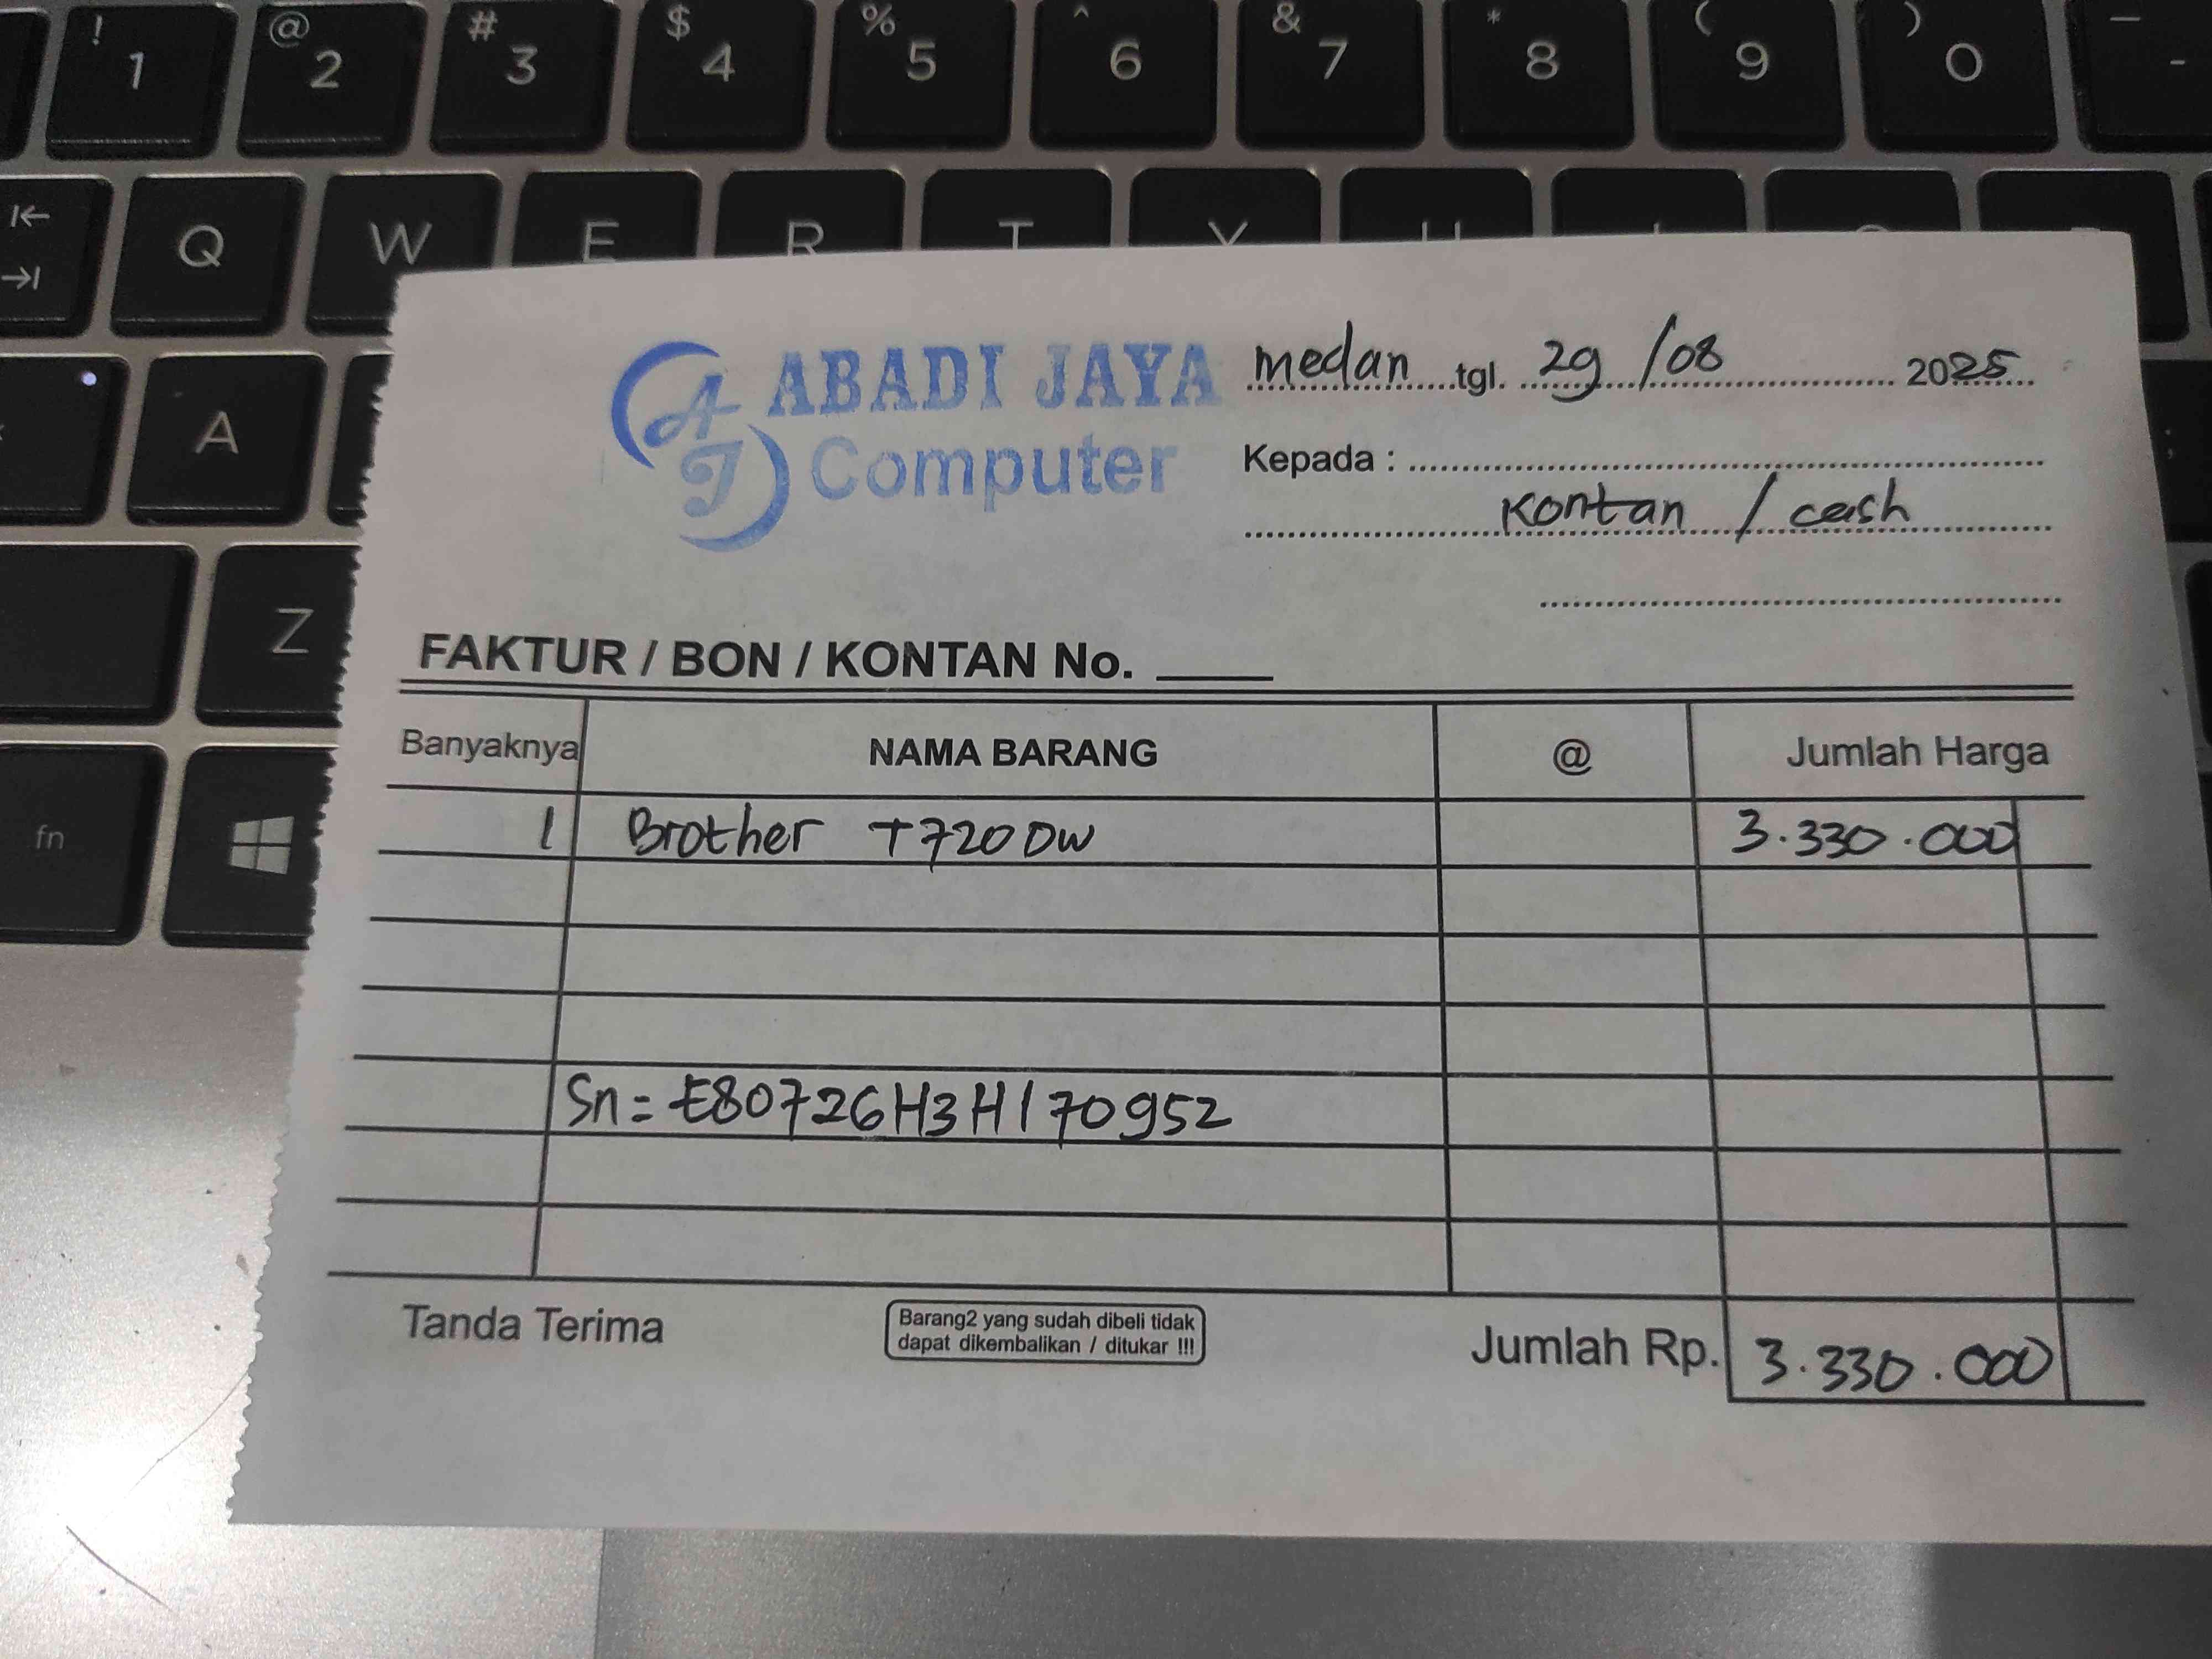 ! 1 @ 2 # 3 $ 4 % 5 ^ 6 & 7 * 8 ( 9 ) 0 _ -
Q W E R T Y U
A
Z
fn
AJ ABADI JAYA
Computer
medan tgl. 29 /08 2025
Kepada :
Kontan / cash
FAKTUR / BON / KONTAN No.
Banyaknya NAMA BARANG @ Jumlah Harga
1 Brother T720DW 3.330.000
Sn= E80726H3H170952
Tanda Terima
Barang2 yang sudah dibeli tidak
dapat dikembalikan / ditukar !!!
Jumlah Rp. 3.330.000